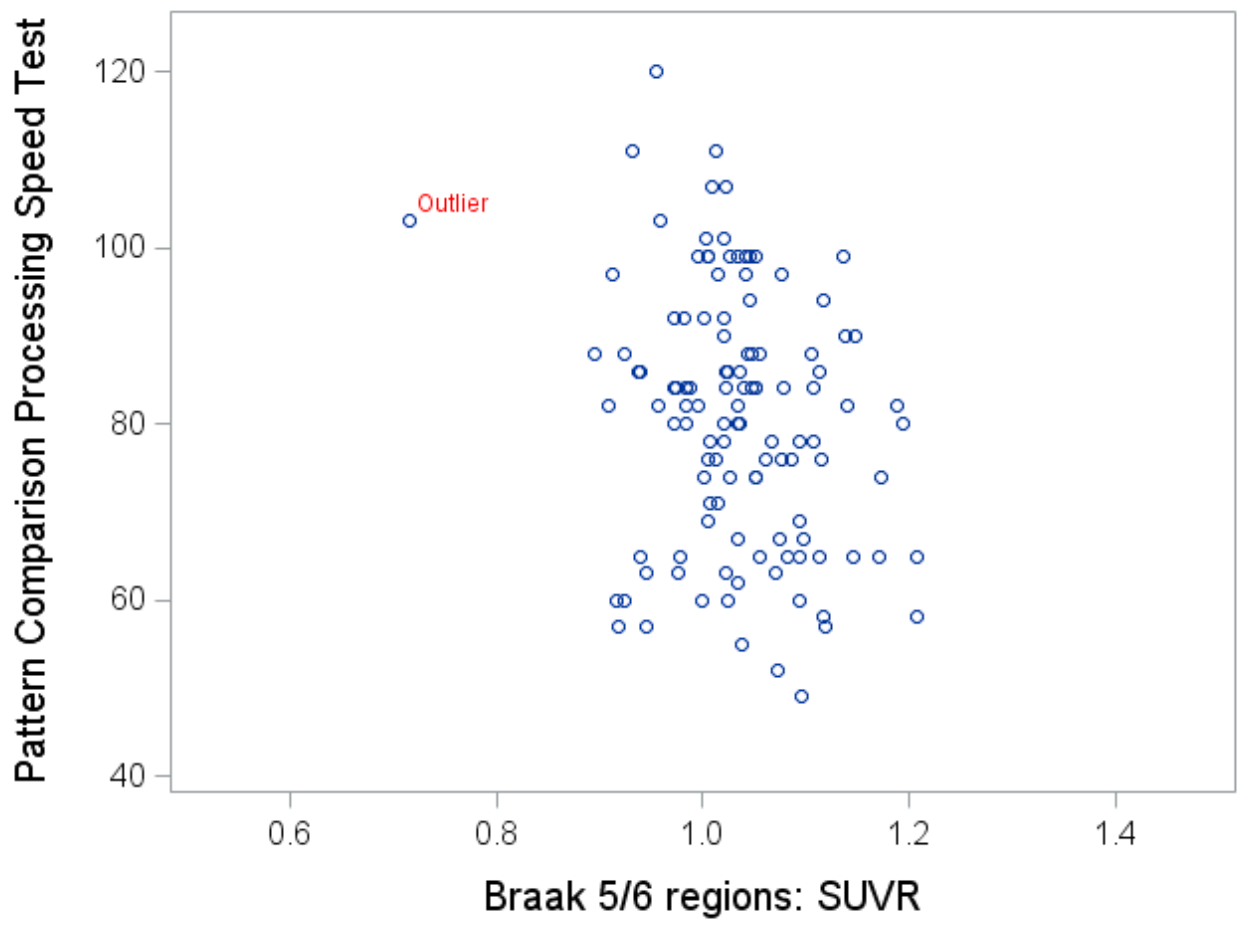 Pattern Comparison Processing Speed Test
120
100
80
60
40
Outlier
0.6 0.8 1.0 1.2 1.4
Braak 5/6 regions: SUVR